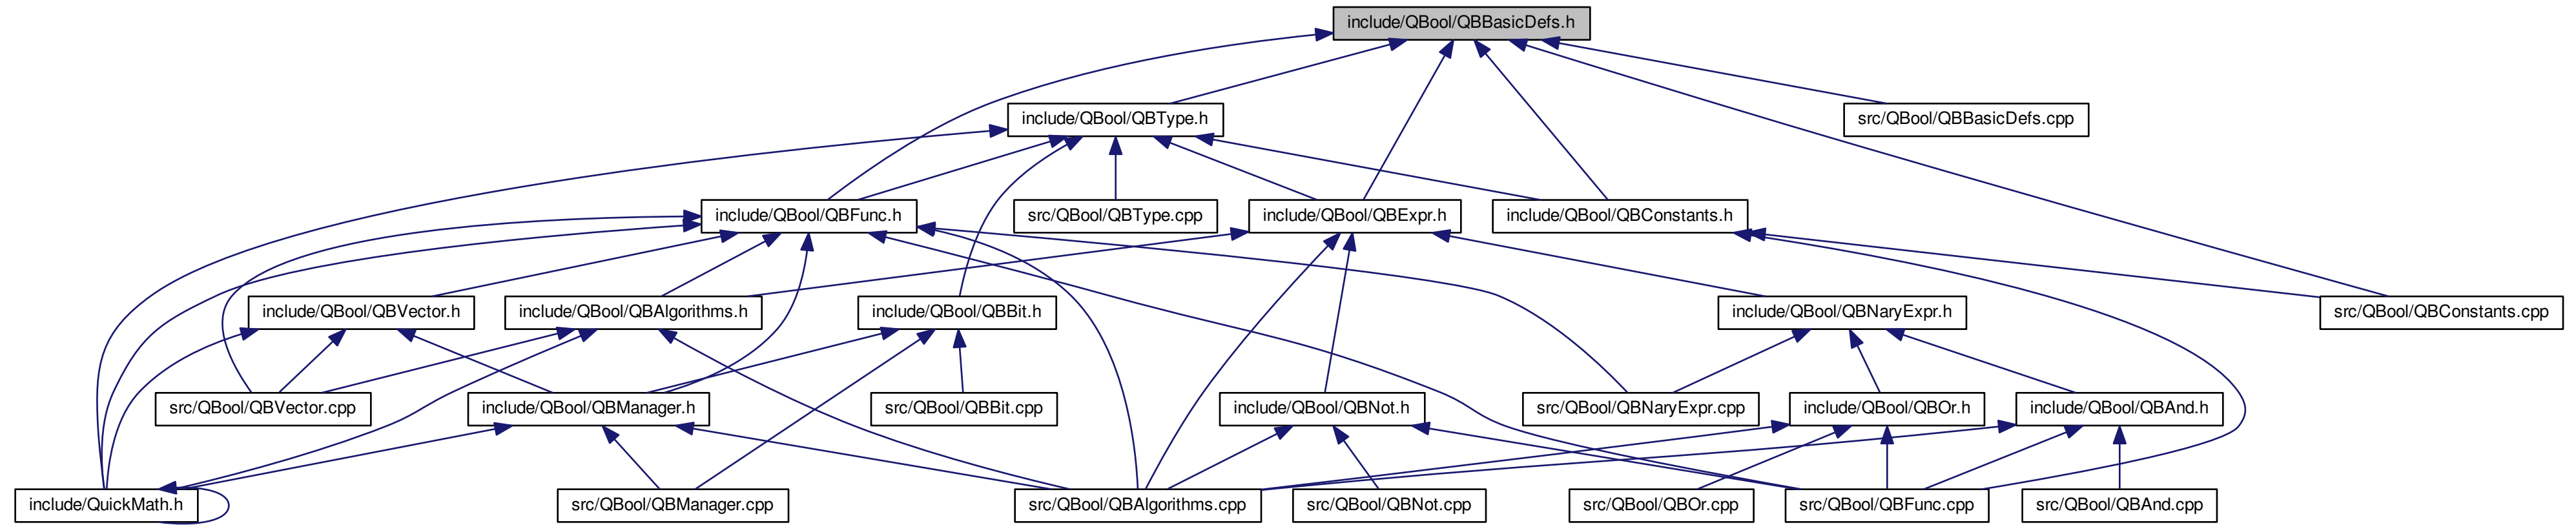 include/QBool/QBBasicDefs.h
include/QBool/QBType.h
src/QBool/QBBasicDefs.cpp
include/QBool/QBFunc.h
src/QBool/QBType.cpp
include/QBool/QBExpr.h
include/QBool/QBConstants.h
include/QBool/QBVector.h
include/QBool/QBAlgorithms.h
include/QBool/QBBit.h
include/QBool/QBNaryExpr.h
src/QBool/QBConstants.cpp
src/QBool/QBVector.cpp
include/QBool/QBManager.h
src/QBool/QBBit.cpp
include/QBool/QBNot.h
src/QBool/QBNaryExpr.cpp
include/QBool/QBOr.h
include/QBool/QBAnd.h
include/QuickMath.h
src/QBool/QBManager.cpp
src/QBool/QBAlgorithms.cpp
src/QBool/QBNot.cpp
src/QBool/QBOr.cpp
src/QBool/QBFunc.cpp
src/QBool/QBAnd.cpp